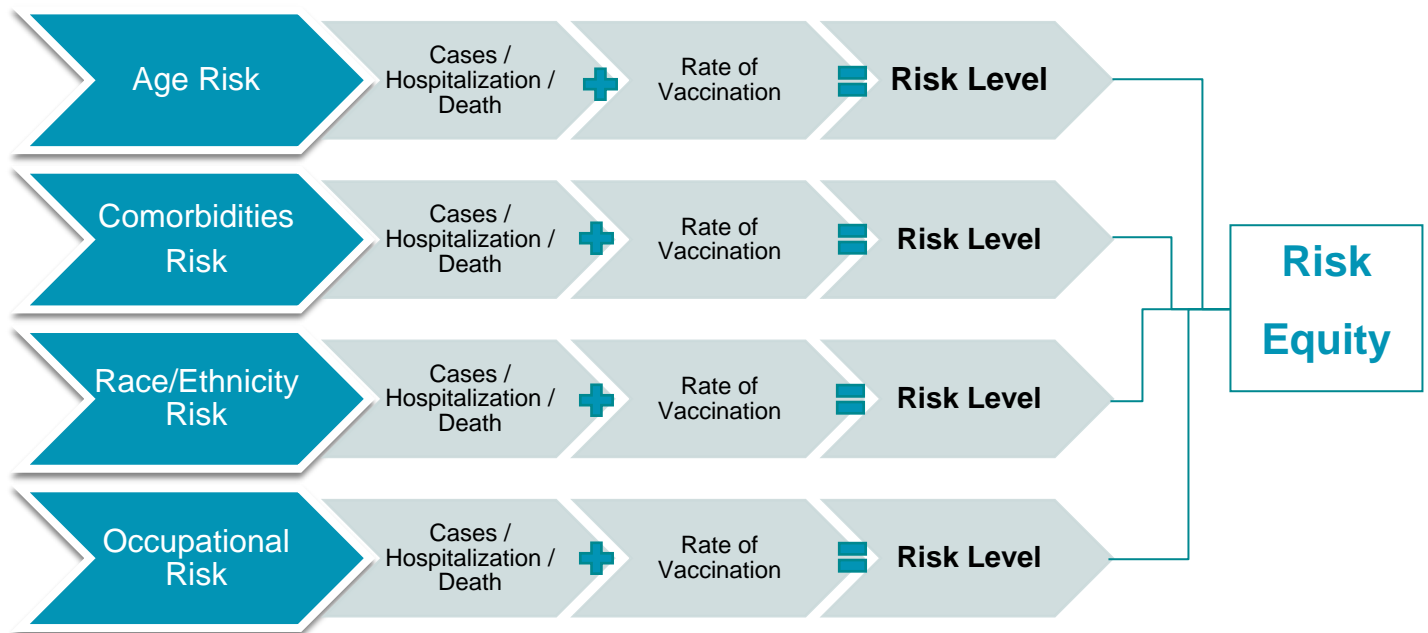 Age Risk
Cases /
Hospitalization /
Death
Rate of
Vaccination
Risk Level
Comorbidities
Risk
Cases /
Hospitalization /
Death
Rate of
Vaccination
Risk Level
Race/Ethnicity
Risk
Cases /
Hospitalization /
Death
Rate of
Vaccination
Risk Level
Occupational
Risk
Cases /
Hospitalization /
Death
Rate of
Vaccination
Risk Level
Risk
Equity